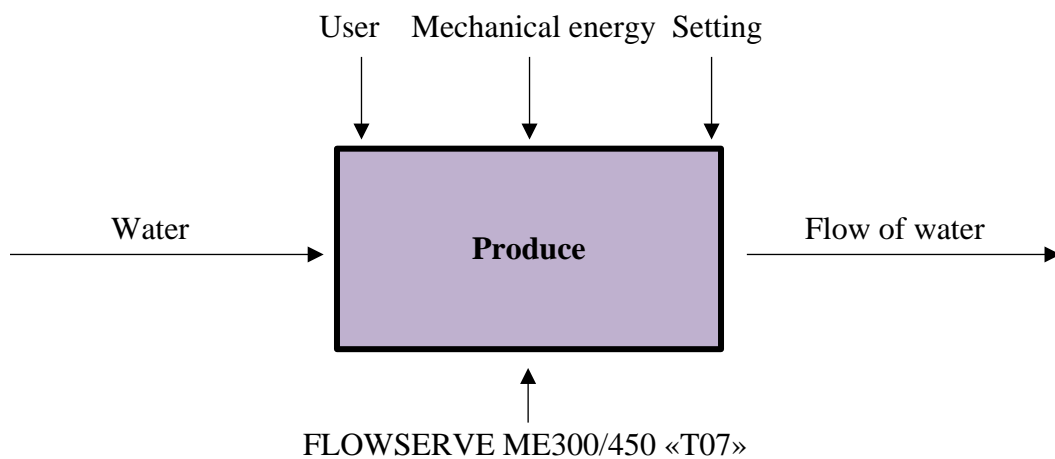 User Mechanical energy Setting
Water
Produce
Flow of water
FLOWSERVE ME300/450 «T07»